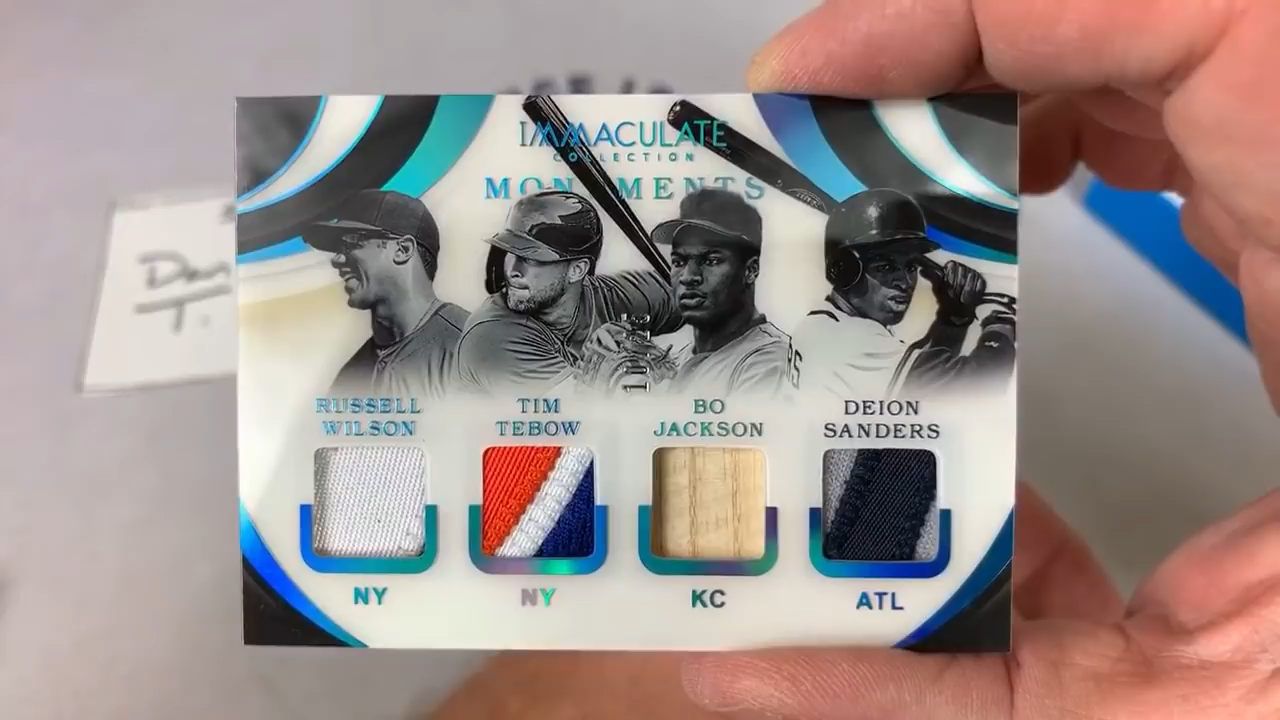 IMMACULATE
COLLECTION
MONUMENTS
RUSSELL
WILSON
TIM
TEBOW
BO
JACKSON
DEION
SANDERS
NY
NY
KC
ATL
T.